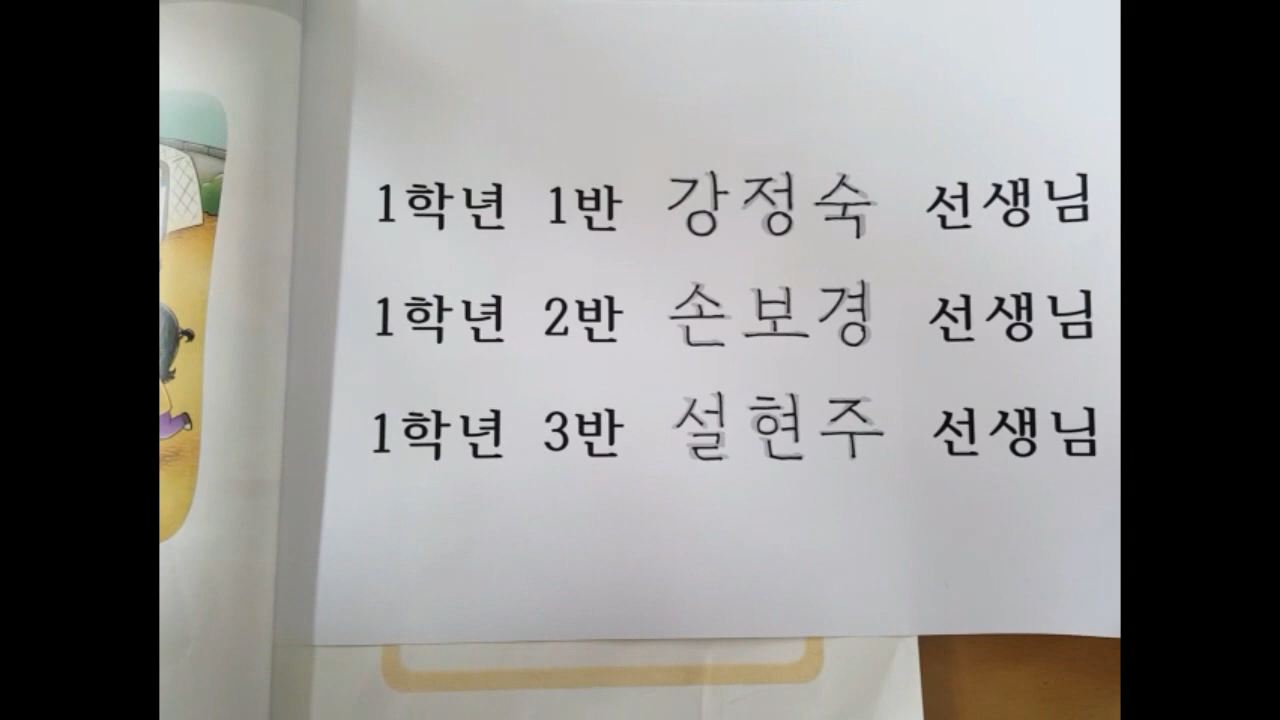 1학년 1반 강정숙 선생님
1학년 2반 손보경 선생님
1학년 3반 설현주 선생님